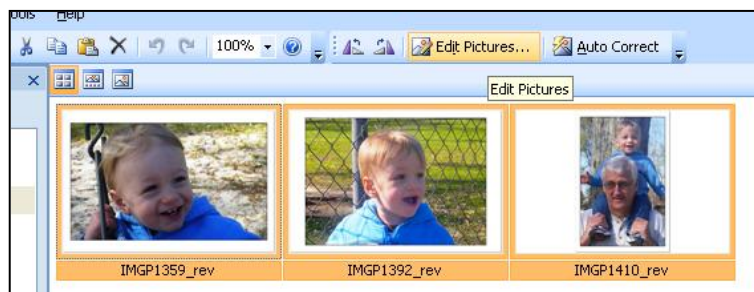 Help
100% Edit Pictures... Auto Correct
Edit Pictures
IMGP1359_rev IMGP1392_rev IMGP1410_rev